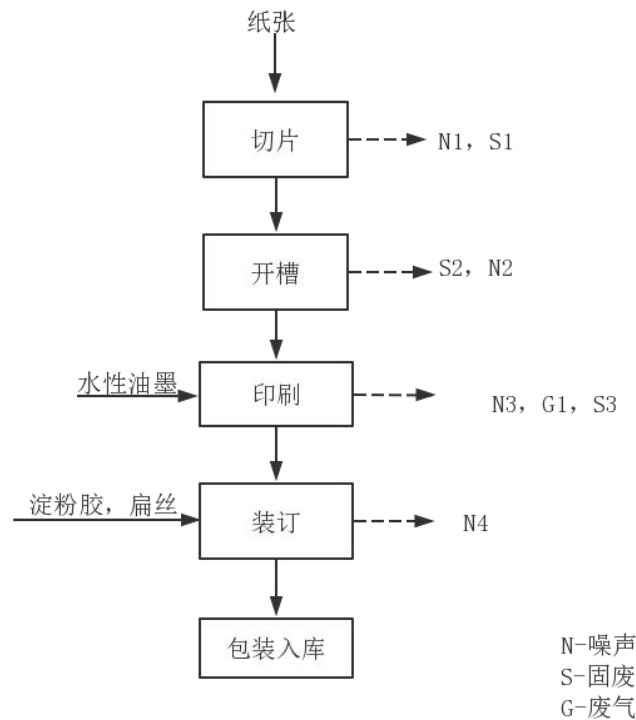 纸张
切片
N1, S1
开槽
S2, N2
水性油墨
印刷
N3, G1, S3
淀粉胶，扁丝
装订
N4
包装入库
N-噪声
S-固废
G-废气